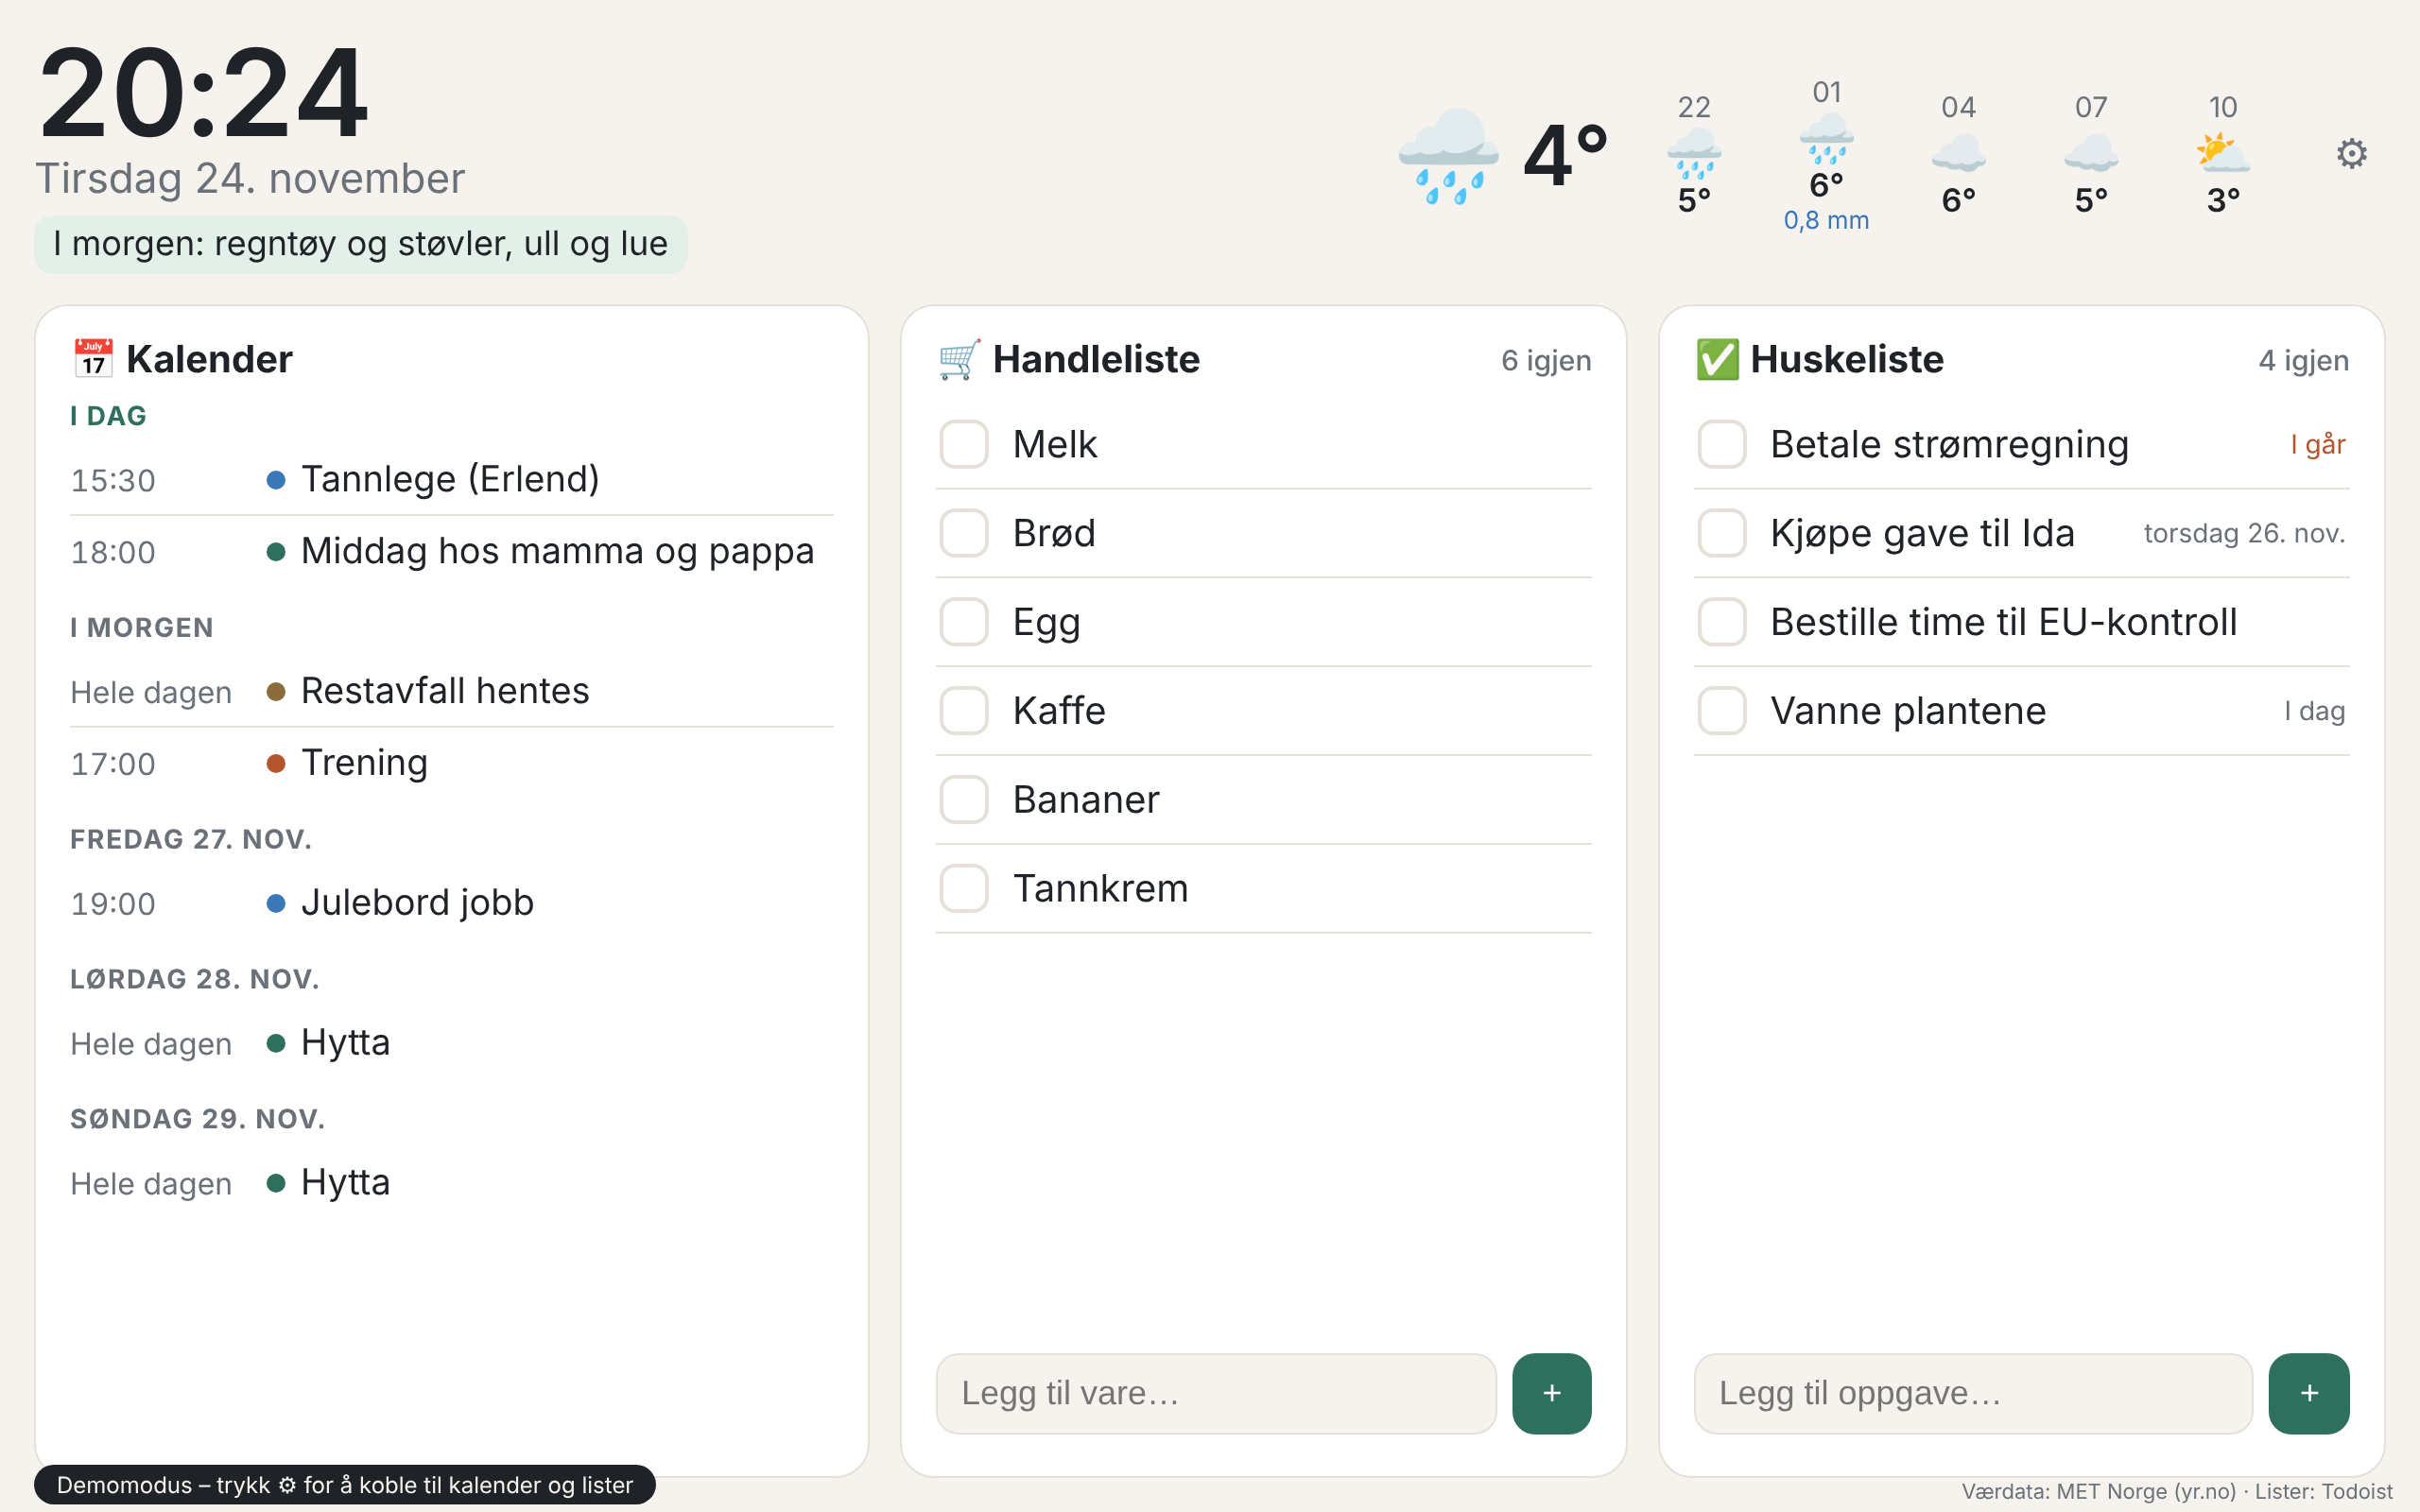 20:24
Tirsdag 24. november
I morgen: regntøy og støvler, ull og lue
4°
22
5°
01
6°
0,8 mm
04
6°
07
5°
10
3°
Kalender
I DAG
15:30 Tannlege (Erlend)
18:00 Middag hos mamma og pappa
I MORGEN
Hele dagen Restavfall hentes
17:00 Trening
FREDAG 27. NOV.
19:00 Julebord jobb
LØRDAG 28. NOV.
Hele dagen Hytta
SØNDAG 29. NOV.
Hele dagen Hytta
Handleliste 6 igjen
Melk
Brød
Egg
Kaffe
Bananer
Tannkrem
Legg til vare… +
Huskeliste 4 igjen
Betale strømregning I går
Kjøpe gave til Ida torsdag 26. nov.
Bestille time til EU-kontroll
Vanne plantene I dag
Legg til oppgave… +
Demomodus – trykk ⚙ for å koble til kalender og lister
Værdata: MET Norge (yr.no) · Lister: Todoist